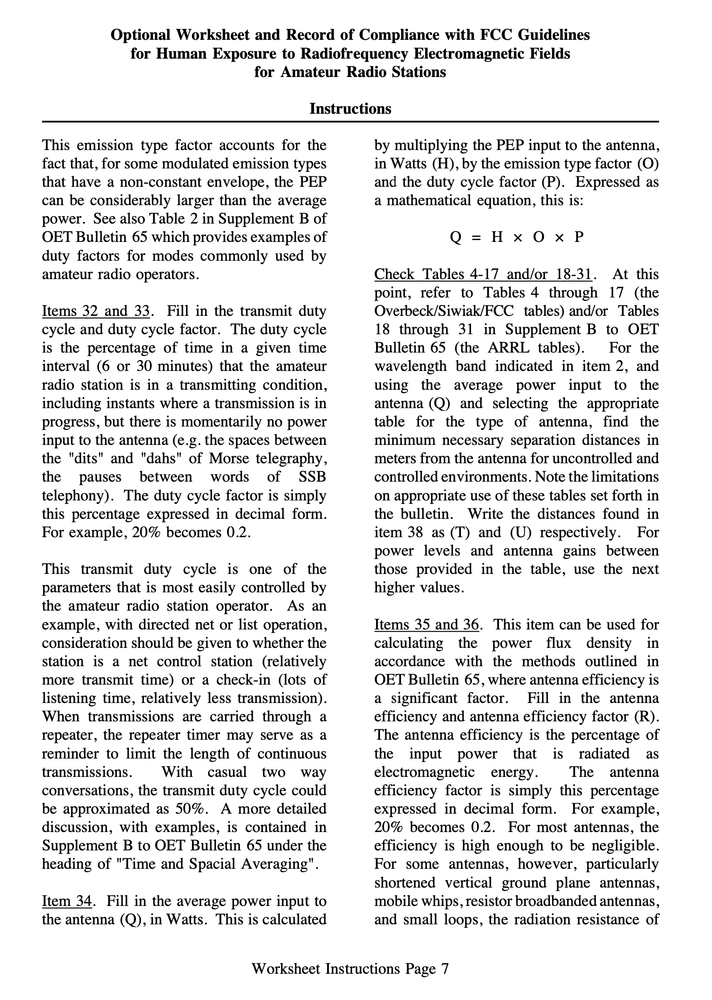 Optional Worksheet and Record of Compliance with FCC Guidelines
for Human Exposure to Radiofrequency Electromagnetic Fields
for Amateur Radio Stations
Instructions
This emission type factor accounts for the
fact that, for some modulated emission types
that have a non-constant envelope, the PEP
can be considerably larger than the average
power. See also Table 2 in Supplement B of
OET Bulletin 65 which provides examples of
duty factors for modes commonly used by
amateur radio operators.
Items 32 and 33. Fill in the transmit duty
cycle and duty cycle factor. The duty cycle
is the percentage of time in a given time
interval (6 or 30 minutes) that the amateur
radio station is in a transmitting condition,
including instants where a transmission is in
progress, but there is momentarily no power
input to the antenna (e.g. the spaces between
the "dits" and "dahs" of Morse telegraphy,
the pauses between words of SSB
telephony). The duty cycle factor is simply
this percentage expressed in decimal form.
For example, 20% becomes 0.2.
This transmit duty cycle is one of the
parameters that is most easily controlled by
the amateur radio station operator. As an
example, with directed net or list operation,
consideration should be given to whether the
station is a net control station (relatively
more transmit time) or a check-in (lots of
listening time, relatively less transmission).
When transmissions are carried through a
repeater, the repeater timer may serve as a
reminder to limit the length of continuous
transmissions. With casual two way
conversations, the transmit duty cycle could
be approximated as 50%. A more detailed
discussion, with examples, is contained in
Supplement B to OET Bulletin 65 under the
heading of "Time and Spacial Averaging".
Item 34. Fill in the average power input to
the antenna (Q), in Watts. This is calculated
by multiplying the PEP input to the antenna,
in Watts (H), by the emission type factor (O)
and the duty cycle factor (P). Expressed as
a mathematical equation, this is:
Q = H × O × P
Check Tables 4-17 and/or 18-31. At this
point, refer to Tables 4 through 17 (the
Overbeck/Siwiak/FCC tables) and/or Tables
18 through 31 in Supplement B to OET
Bulletin 65 (the ARRL tables). For the
wavelength band indicated in item 2, and
using the average power input to the
antenna (Q) and selecting the appropriate
table for the type of antenna, find the
minimum necessary separation distances in
meters from the antenna for uncontrolled and
controlled environments. Note the limitations
on appropriate use of these tables set forth in
the bulletin. Write the distances found in
item 38 as (T) and (U) respectively. For
power levels and antenna gains between
those provided in the table, use the next
higher values.
Items 35 and 36. This item can be used for
calculating the power flux density in
accordance with the methods outlined in
OET Bulletin 65, where antenna efficiency is
a significant factor. Fill in the antenna
efficiency and antenna efficiency factor (R).
The antenna efficiency is the percentage of
the input power that is radiated as
electromagnetic energy. The antenna
efficiency factor is simply this percentage
expressed in decimal form. For example,
20% becomes 0.2. For most antennas, the
efficiency is high enough to be negligible.
For some antennas, however, particularly
shortened vertical ground plane antennas,
mobile whips, resistor broadbanded antennas,
and small loops, the radiation resistance of
Worksheet Instructions Page 7